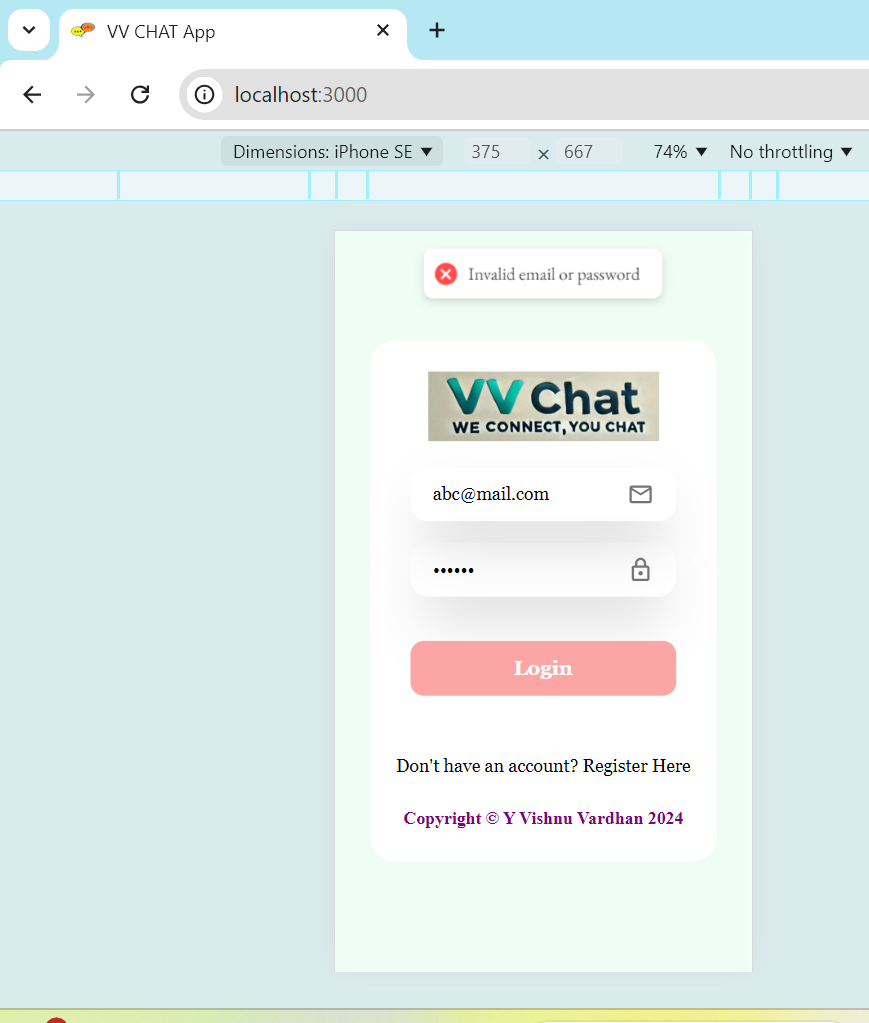 VV CHAT App
localhost:3000
Dimensions: iPhone SE ▼ 375 × 667 74% ▼ No throttling ▼
Invalid email or password
VV Chat
WE CONNECT, YOU CHAT
abc@mail.com
••••••
Login
Don't have an account? Register Here
Copyright © Y Vishnu Vardhan 2024